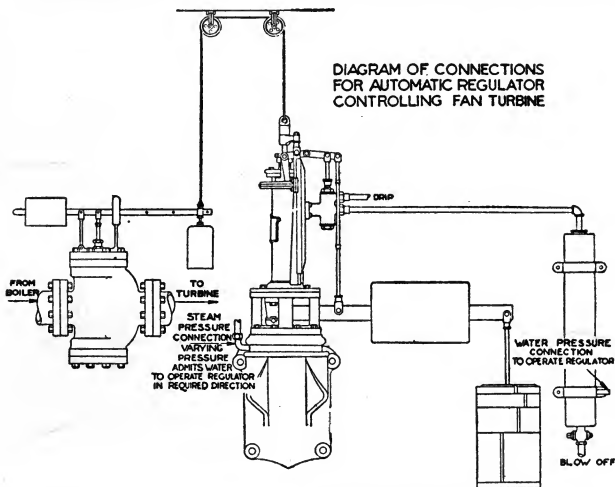 DIAGRAM OF CONNECTIONS
FOR AUTOMATIC REGULATOR
CONTROLLING FAN TURBINE
DRIP
FROM
BOILER
TO
TURBINE
STEAM
PRESSURE
CONNECTION
VARYING
PRESSURE
ADMITS WATER
TO OPERATE REGULATOR
IN REQUIRED DIRECTION
WATER PRESSURE
CONNECTION
TO OPERATE REGULATOR
BLOW OFF